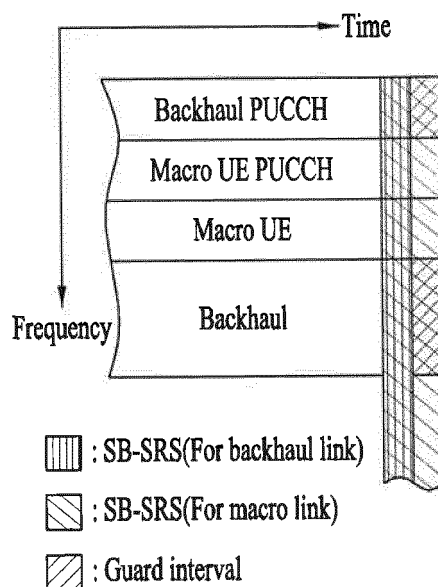 Time
Backhaul PUCCH
Macro UE PUCCH
Macro UE
Backhaul
Frequency
: SB-SRS(For backhaul link)
: SB-SRS(For macro link)
: Guard interval